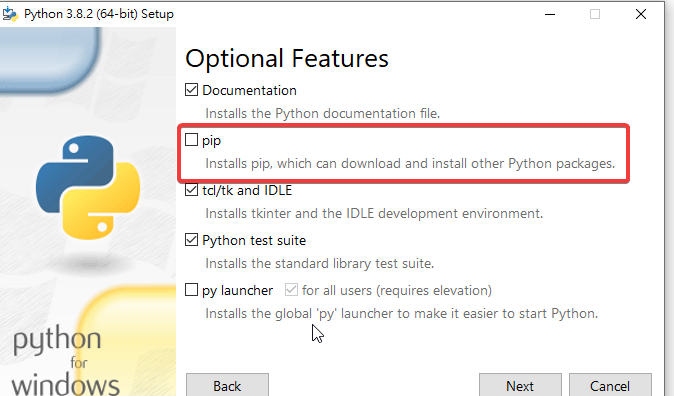 Python 3.8.2 (64-bit) Setup
Optional Features
Documentation
Installs the Python documentation file.
pip
Installs pip, which can download and install other Python packages.
tcl/tk and IDLE
Installs tkinter and the IDLE development environment.
Python test suite
Installs the standard library test suite.
py launcher for all users (requires elevation)
Installs the global 'py' launcher to make it easier to start Python.
python
for
windows
Back Next Cancel